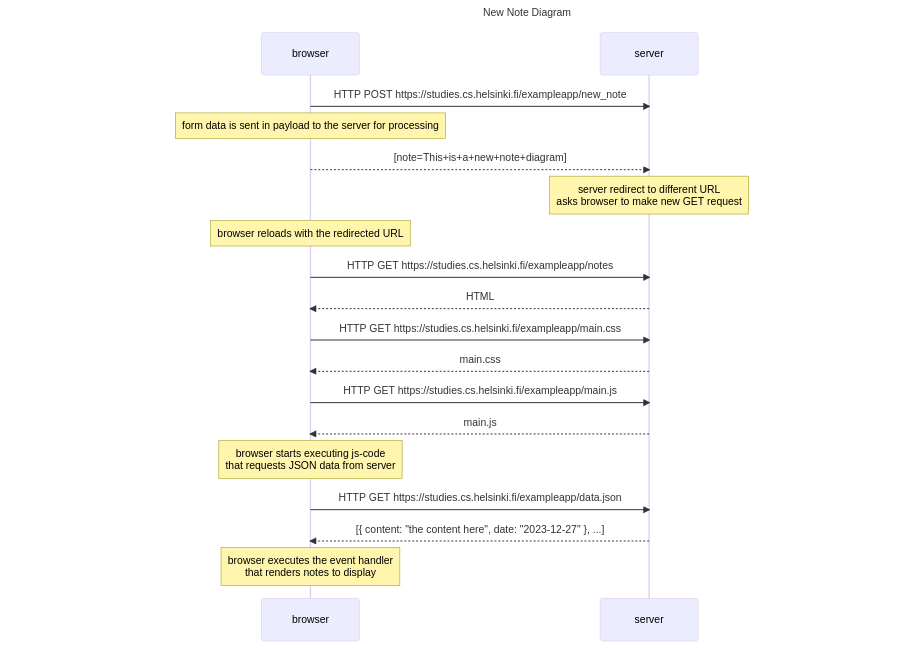 New Note Diagram
browser
server
HTTP POST https://studies.cs.helsinki.fi/exampleapp/new_note
form data is sent in payload to the server for processing
[note=This+is+a+new+note+diagram]
server redirect to different URL
asks browser to make new GET request
browser reloads with the redirected URL
HTTP GET https://studies.cs.helsinki.fi/exampleapp/notes
HTML
HTTP GET https://studies.cs.helsinki.fi/exampleapp/main.css
main.css
HTTP GET https://studies.cs.helsinki.fi/exampleapp/main.js
main.js
browser starts executing js-code
that requests JSON data from server
HTTP GET https://studies.cs.helsinki.fi/exampleapp/data.json
[{ content: "the content here", date: "2023-12-27" }, ...]
browser executes the event handler
that renders notes to display
browser
server